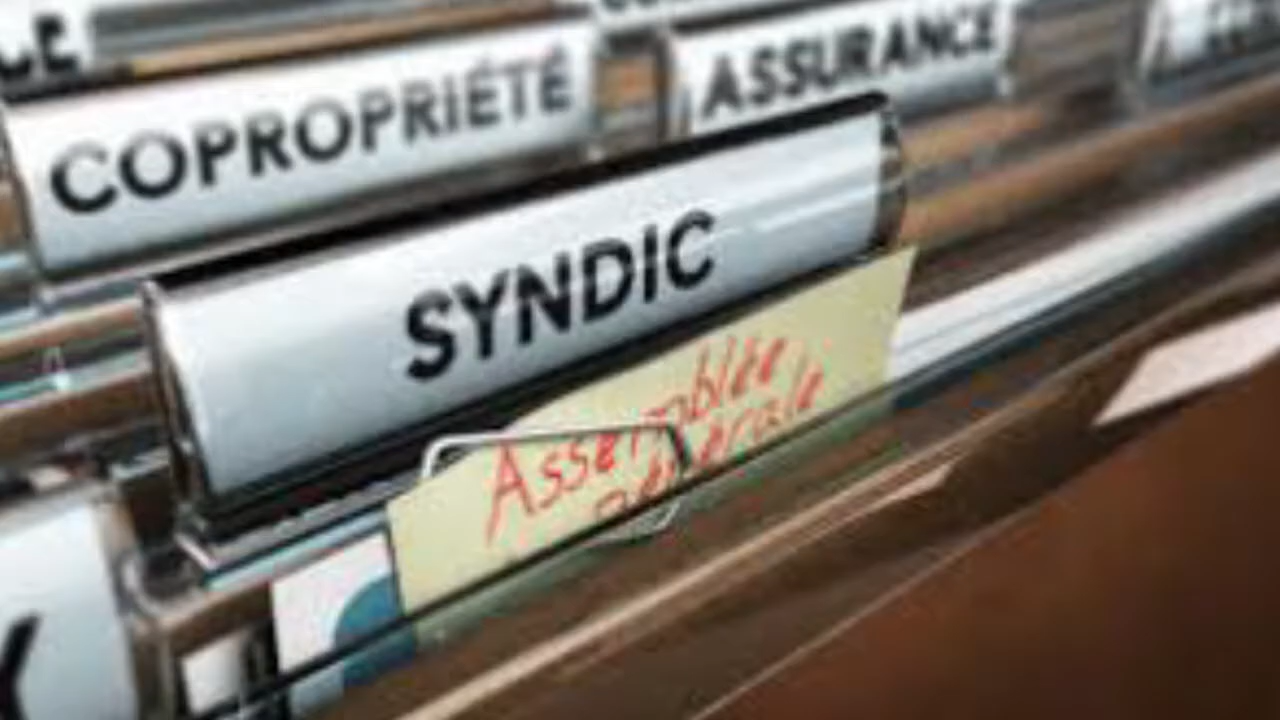 COPROPRIÉTÉ
ASSURANCE
SYNDIC
Assemblée
générale